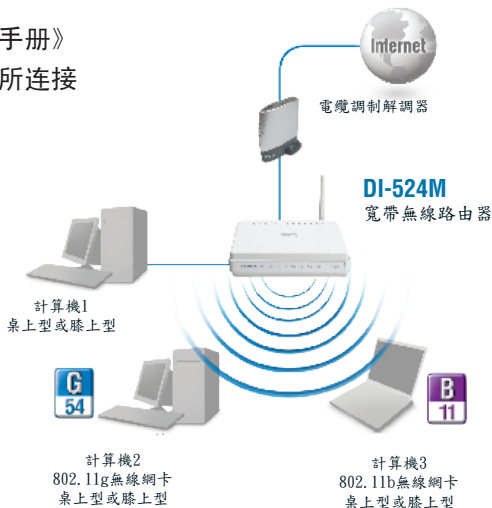 手册》
所连接
Internet
電纜調制解調器
DI-524M
寬帶無線路由器
計算機1
桌上型或膝上型
G
54
B
11
計算機2
802.11g無線網卡
桌上型或膝上型
計算機3
802.11b無線網卡
桌上型或膝上型